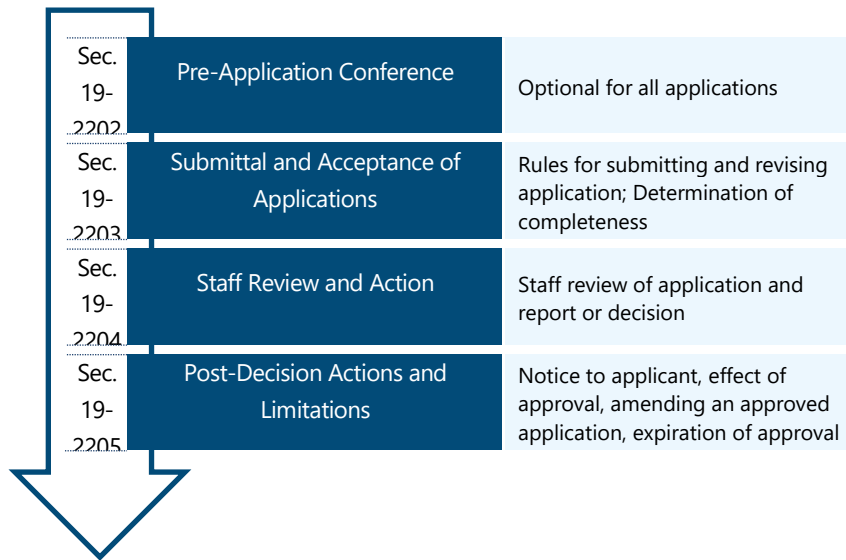 Sec.
19-
2202
Pre-Application Conference
Optional for all applications
Sec.
19-
2203
Submittal and Acceptance of
Applications
Rules for submitting and revising
application; Determination of
completeness
Sec.
19-
2204
Staff Review and Action
Staff review of application and
report or decision
Sec.
19-
2205
Post-Decision Actions and
Limitations
Notice to applicant, effect of
approval, amending an approved
application, expiration of approval